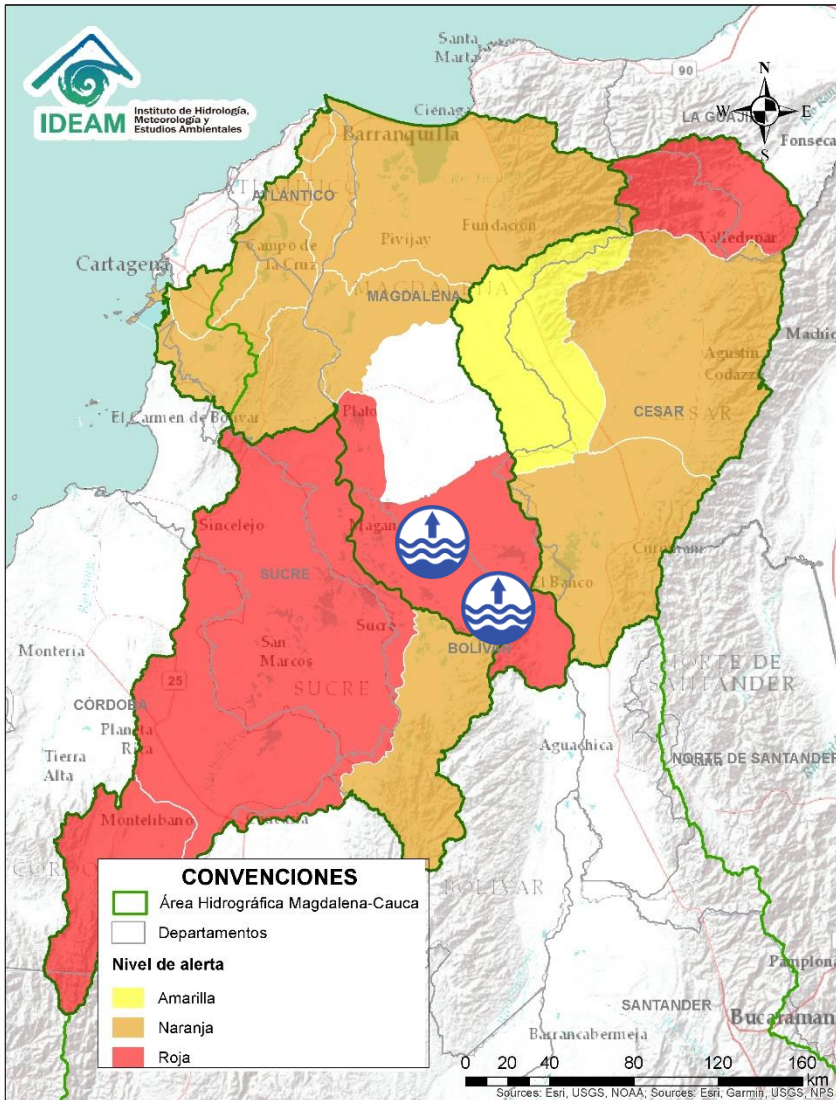 IDEAM
Instituto de Hidrología,
Meteorología y
Estudios Ambientales
Santa
Marta
90
N
W
E
S
LA GUAJI
Fonseca
Ciénaga
Barranquilla
ATLÁNTICO
Valledupar
Campo de
la Cruz
Pivijay
Fundación
Cartagena
MAGDALENA
Agustín
Codazzi
CESAR
El Carmen de Bolívar
Plato
Sincelejo
Magan
SUCRE
El Banco
Sucre
San
Marcos
BOLÍVAR
SUCRE
Montería
25
CÓRDOBA
NORTE DE
SANTANDER
Planeta
Rica
Tierra
Alta
Aguachica
NORTE DE SANTANDER
Montelíbano
BOLÍVAR
Pamplona
SANTANDER
Bucaraman
Barrancabermeja
CONVENCIONES
Área Hidrográfica Magdalena-Cauca
Departamentos
Nivel de alerta
Amarilla
Naranja
Roja
0 20 40 80 120 160
km
Sources: Esri, USGS, NOAA; Sources: Esri, Garmin, USGS, NPS